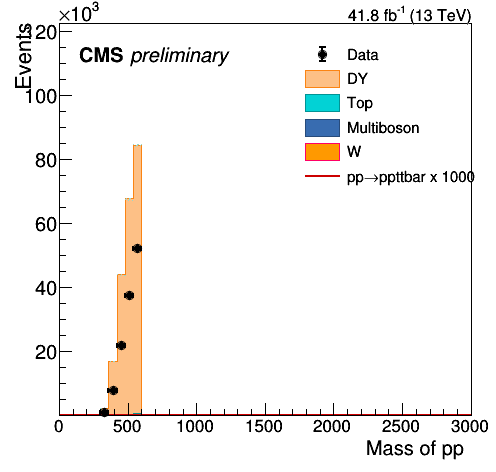 ×10³
41.8 fb⁻¹ (13 TeV)
Events
CMS preliminary
Data
DY
Top
Multiboson
W
pp→ppttbar x 1000
120
100
80
60
40
20
0 500 1000 1500 2000 2500 3000
Mass of pp